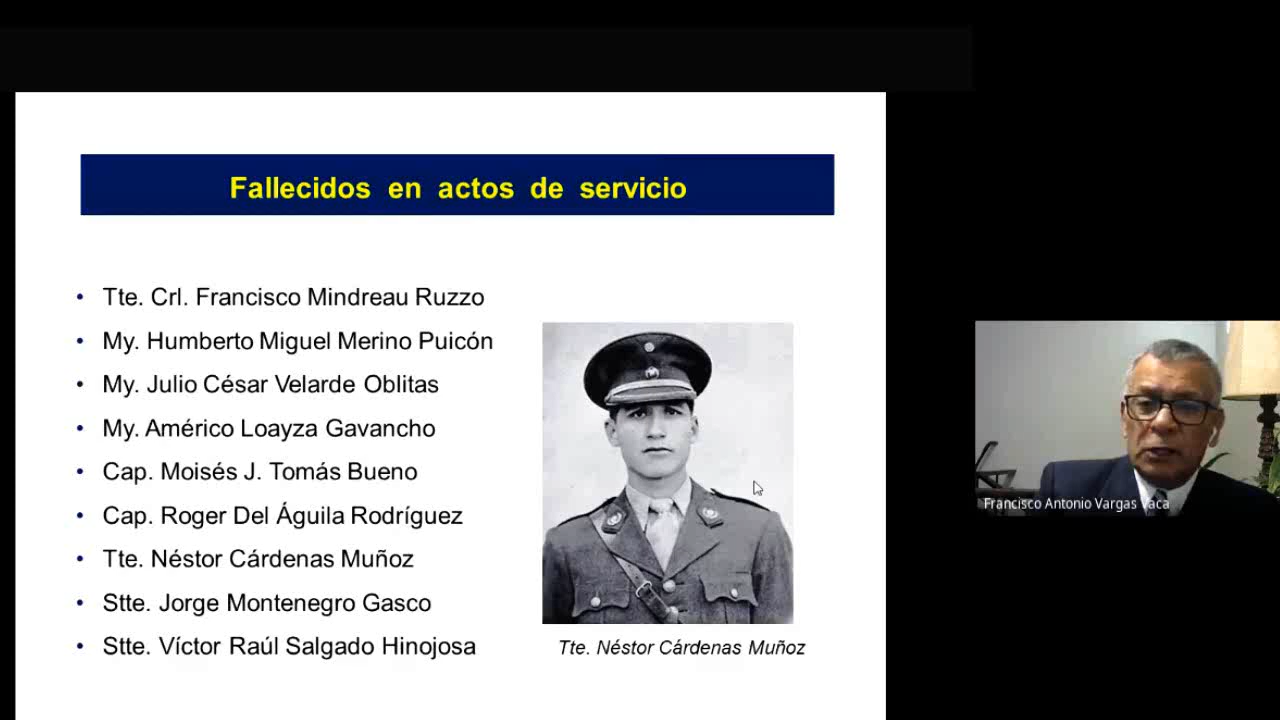 Fallecidos en actos de servicio
• Tte. Crl. Francisco Mindreau Ruzzo
• My. Humberto Miguel Merino Puicón
• My. Julio César Velarde Oblitas
• My. Américo Loayza Gavancho
• Cap. Moisés J. Tomás Bueno
• Cap. Roger Del Águila Rodríguez
• Tte. Néstor Cárdenas Muñoz
• Stte. Jorge Montenegro Gasco
• Stte. Víctor Raúl Salgado Hinojosa
Tte. Néstor Cárdenas Muñoz
Francisco Antonio Vargas Vaca